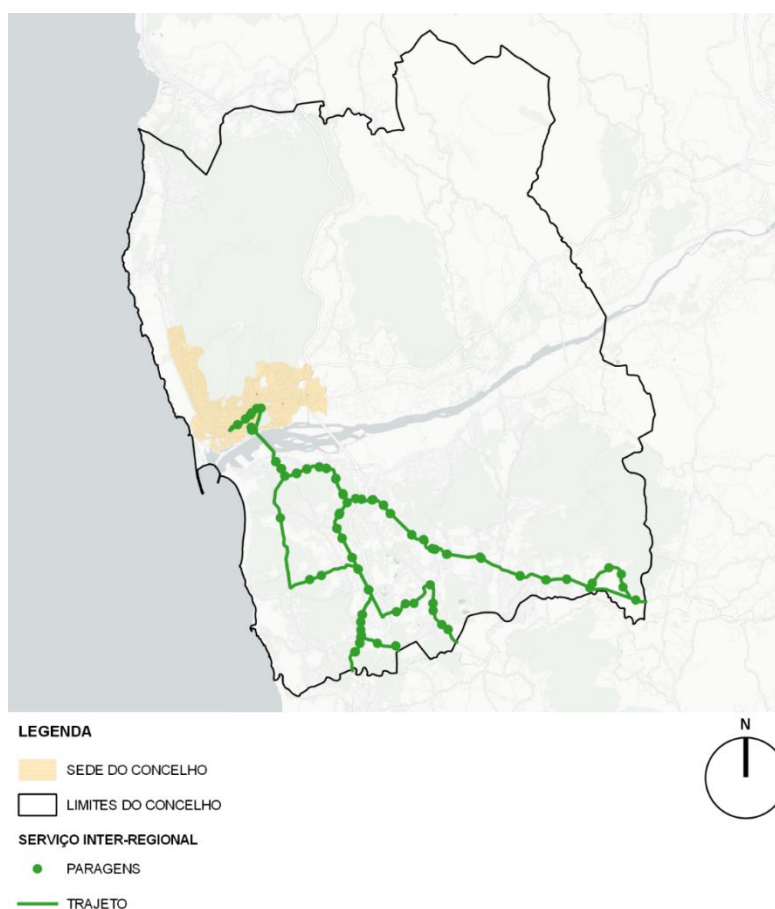 LEGENDA
N
SEDE DO CONCELHO
LIMITES DO CONCELHO
SERVIÇO INTER-REGIONAL
PARAGENS
TRAJETO